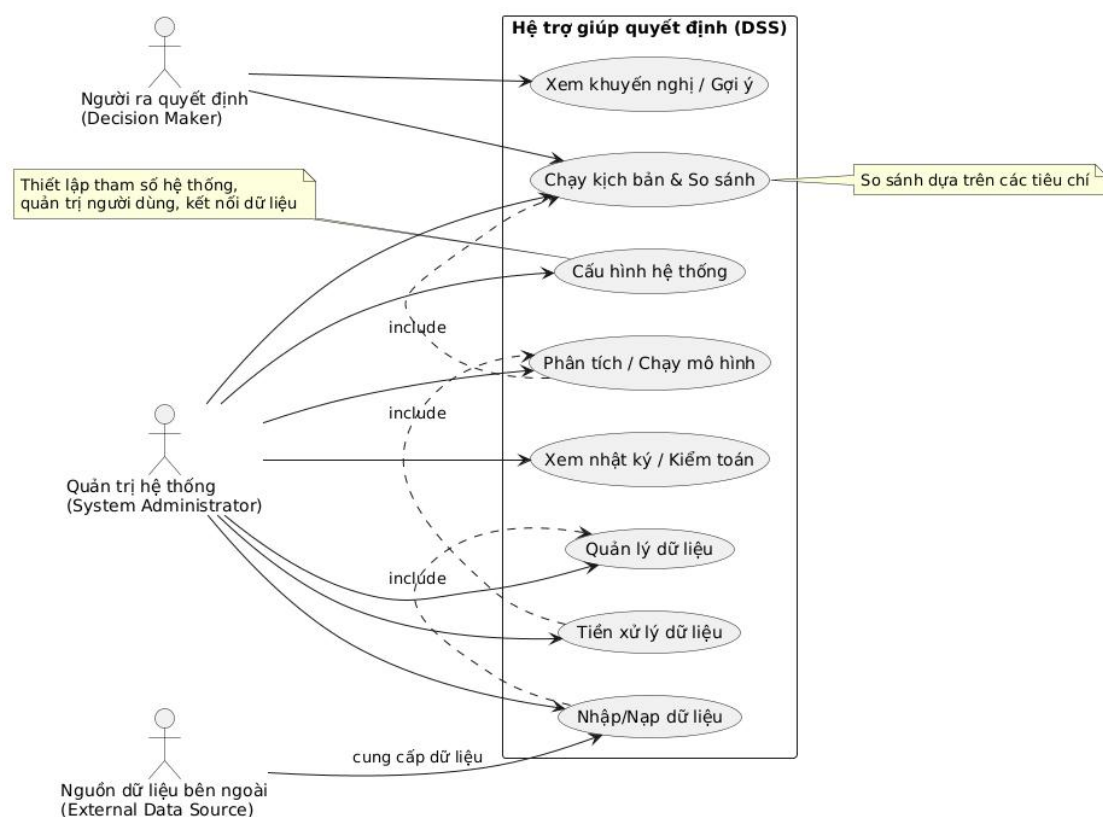 Hệ trợ giúp quyết định (DSS)
Xem khuyến nghị / Gợi ý
Người ra quyết định
(Decision Maker)
Chạy kịch bản & So sánh
So sánh dựa trên các tiêu chí
Thiết lập tham số hệ thống,
quản trị người dùng, kết nối dữ liệu
Cấu hình hệ thống
include
Phân tích / Chạy mô hình
include
Xem nhật ký / Kiểm toán
Quản trị hệ thống
(System Administrator)
Quản lý dữ liệu
include
Tiền xử lý dữ liệu
Nhập/Nạp dữ liệu
cung cấp dữ liệu
Nguồn dữ liệu bên ngoài
(External Data Source)